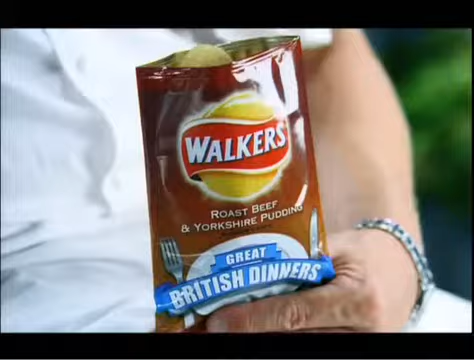 WALKERS
ROAST BEEF
& YORKSHIRE PUDDING
GREAT
BRITISH DINNERS